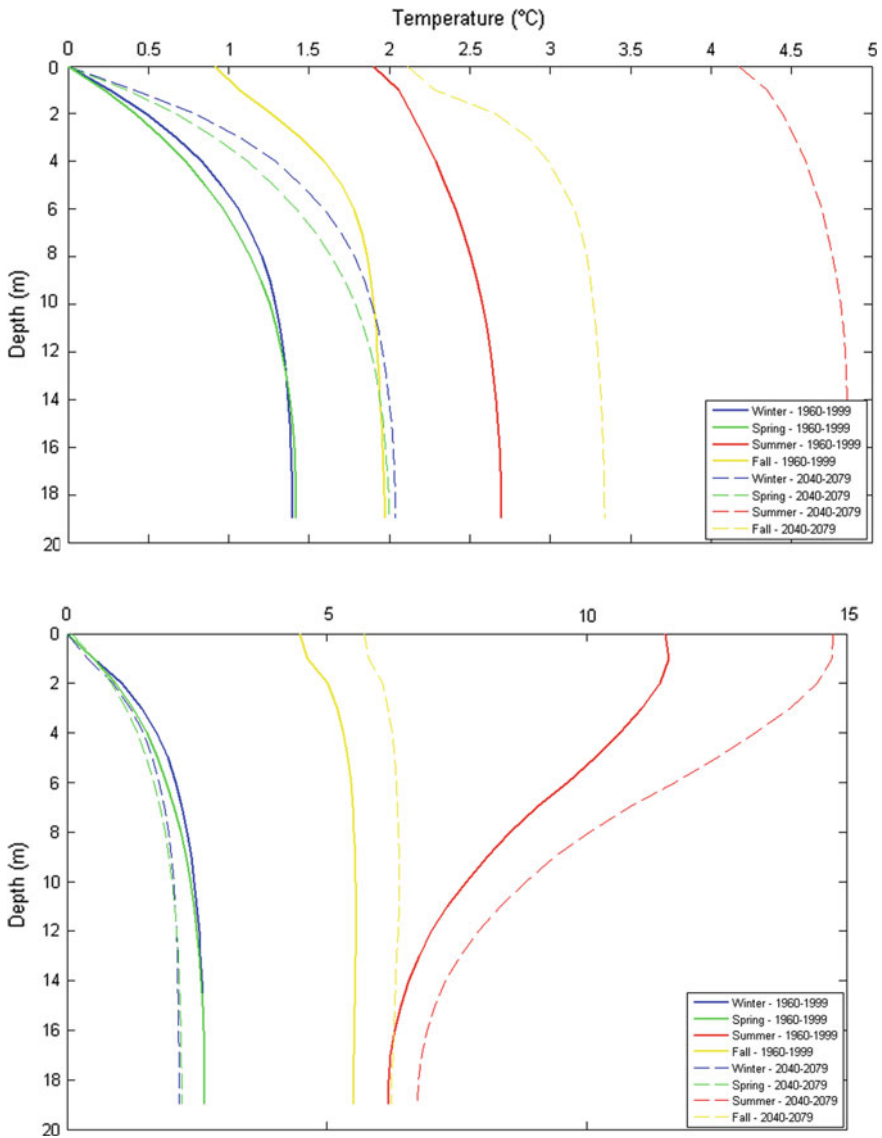 Temperature (°C)
0 0.5 1 1.5 2 2.5 3 3.5 4 4.5 5
0
2
4
6
8
10
12
14
16
18
20
Depth (m)
Winter - 1960-1999
Spring - 1960-1999
Summer - 1960-1999
Fall - 1960-1999
Winter - 2040-2079
Spring - 2040-2079
Summer - 2040-2079
Fall - 2040-2079
0 5 10 15
0
2
4
6
8
10
12
14
16
18
20
Depth (m)
Winter - 1960-1999
Spring - 1960-1999
Summer - 1960-1999
Fall - 1960-1999
Winter - 2040-2079
Spring - 2040-2079
Summer - 2040-2079
Fall - 2040-2079